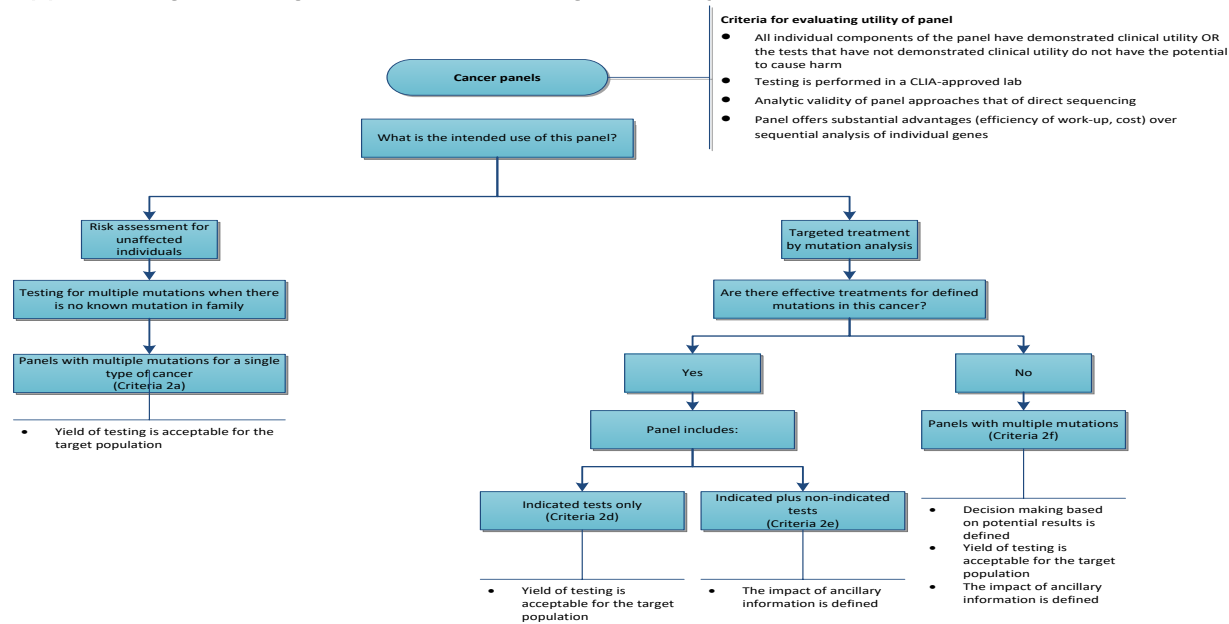 Criteria for evaluating utility of panel
● All individual components of the panel have demonstrated clinical utility OR
the tests that have not demonstrated clinical utility do not have the potential
to cause harm
● Testing is performed in a CLIA-approved lab
● Analytic validity of panel approaches that of direct sequencing
● Panel offers substantial advantages (efficiency of work-up, cost) over
sequential analysis of individual genes
Cancer panels
What is the intended use of this panel?
Risk assessment for
unaffected
individuals
Testing for multiple mutations when there
is no known mutation in family
Panels with multiple mutations for a single
type of cancer
(Criteria 2a)
● Yield of testing is acceptable for the
target population
Targeted treatment
by mutation analysis
Are there effective treatments for defined
mutations in this cancer?
Yes
No
Panel includes:
Panels with multiple mutations
(Criteria 2f)
Indicated tests only
(Criteria 2d)
Indicated plus non-indicated
tests
(Criteria 2e)
● Yield of testing is
acceptable for the target
population
● The impact of ancillary
information is defined
● Decision making based
on potential results is
defined
● Yield of testing is
acceptable for the target
population
● The impact of ancillary
information is defined